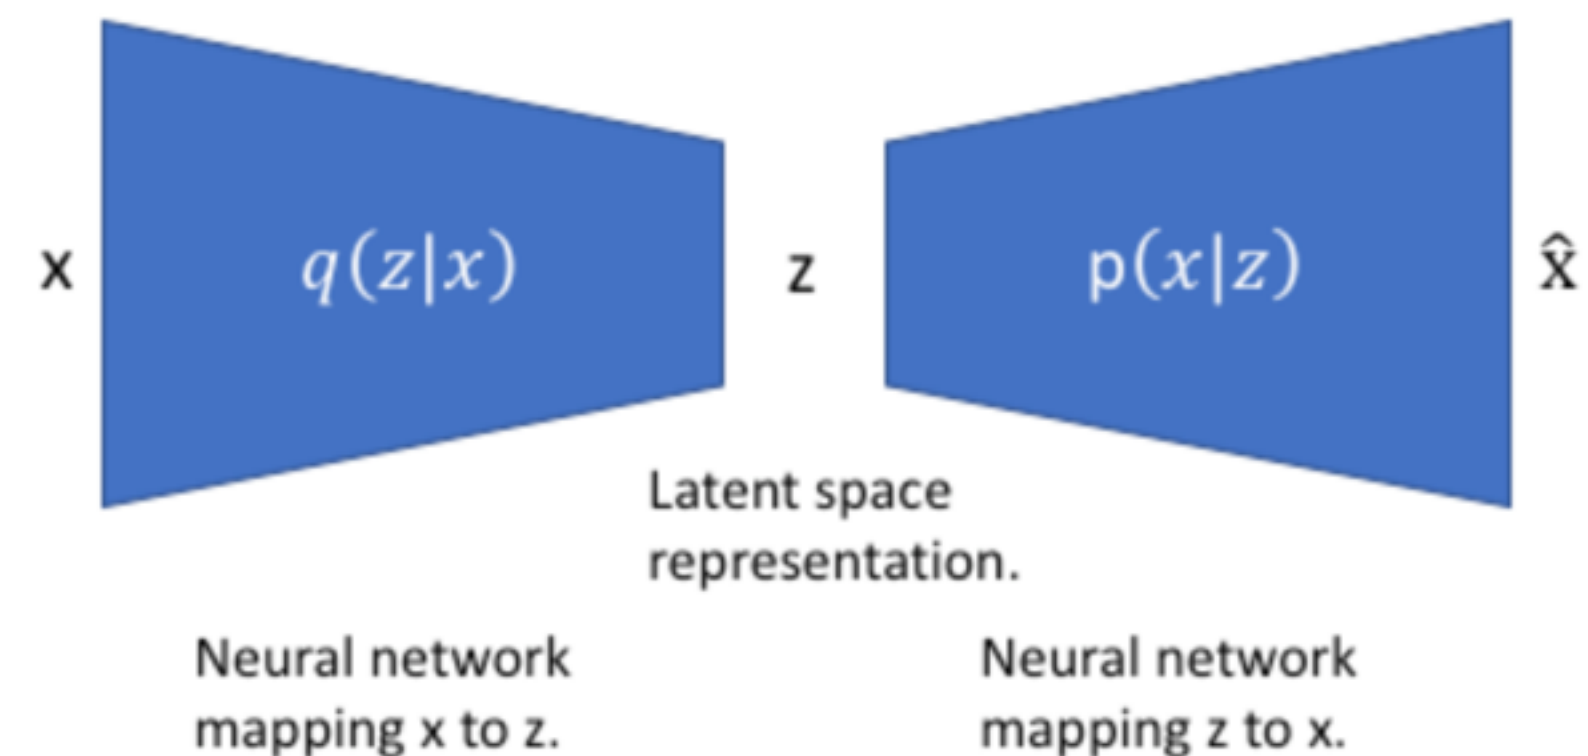 x
q(z|x)
z
p(x|z)
x̂
Latent space
representation.
Neural network
mapping x to z.
Neural network
mapping z to x.